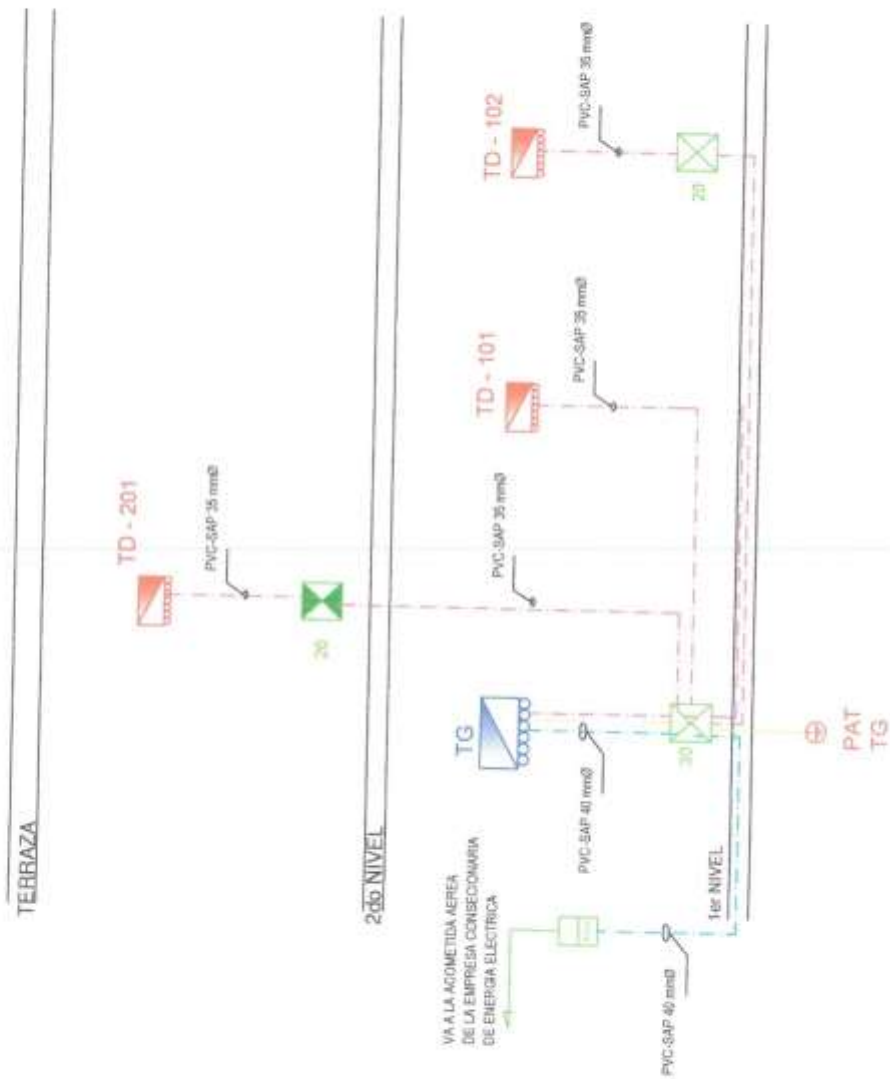 TERRAZA
TD - 201
PVC-SAP 35 mmØ
20
2do NIVEL
VA A LA ACOMETIDA AEREA
DE LA EMPRESA CONSECIONARIA
DE ENERGIA ELECTRICA
TG
PVC-SAP 40 mmØ
PVC-SAP 35 mmØ
TD - 101
PVC-SAP 35 mmØ
TD - 102
PVC-SAP 35 mmØ
20
30
1er NIVEL
PVC-SAP 40 mmØ
PAT
TG